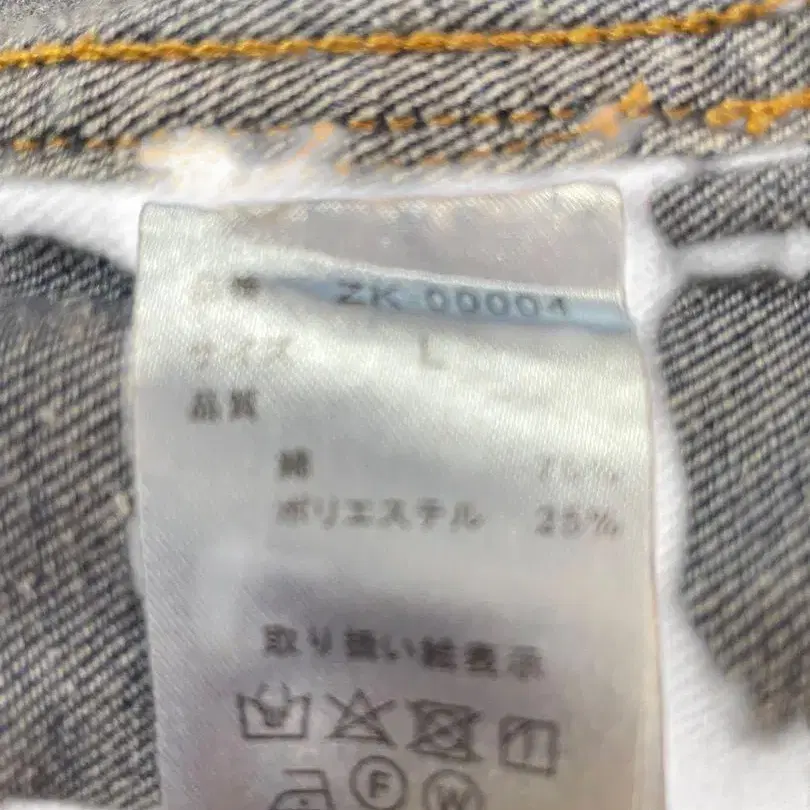 ZK-00004
サイズ L
品質
綿 75%
ポリエステル 25%
取り扱い絵表示
F W